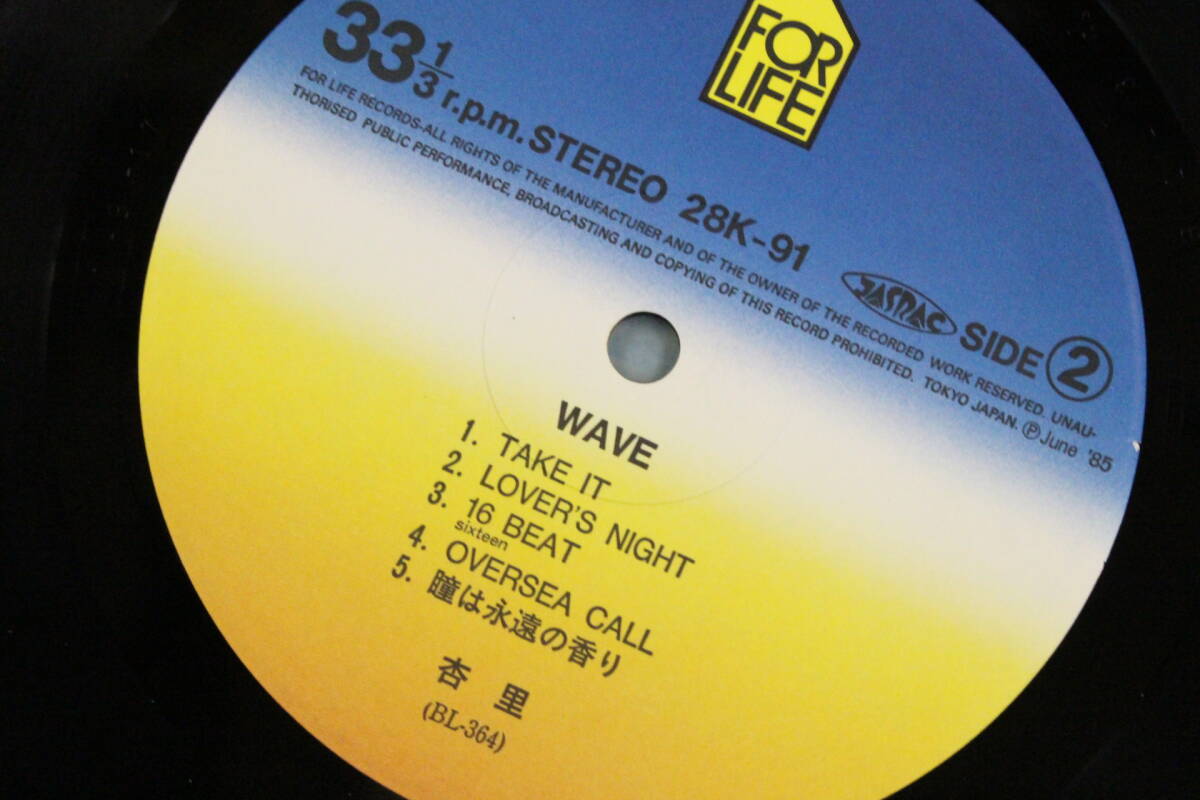 FOR
LIFE
33 1/3 r.p.m. STEREO 28K-91
FOR LIFE RECORDS-ALL RIGHTS OF THE MANUFACTURER AND OF THE OWNER OF THE RECORDED WORK RESERVED. UNAU-
THORISED PUBLIC PERFORMANCE, BROADCASTING AND COPYING OF THIS RECORD PROHIBITED. TOKYO JAPAN. Ⓟ June '85
JASRAC SIDE ②
WAVE
1. TAKE IT
2. LOVER'S NIGHT
3. 16 BEAT
sixteen
4. OVERSEA CALL
5. 瞳は永遠の香り
杏 里
(BL-364)